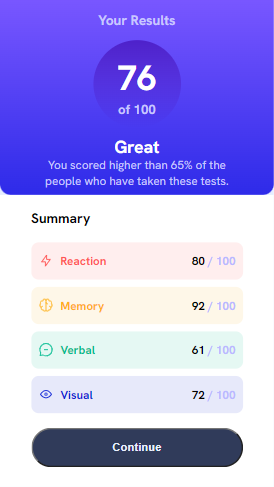 Your Results
76
of 100
Great
You scored higher than 65% of the
people who have taken these tests.
Summary
Reaction 80 / 100
Memory 92 / 100
Verbal 61 / 100
Visual 72 / 100
Continue